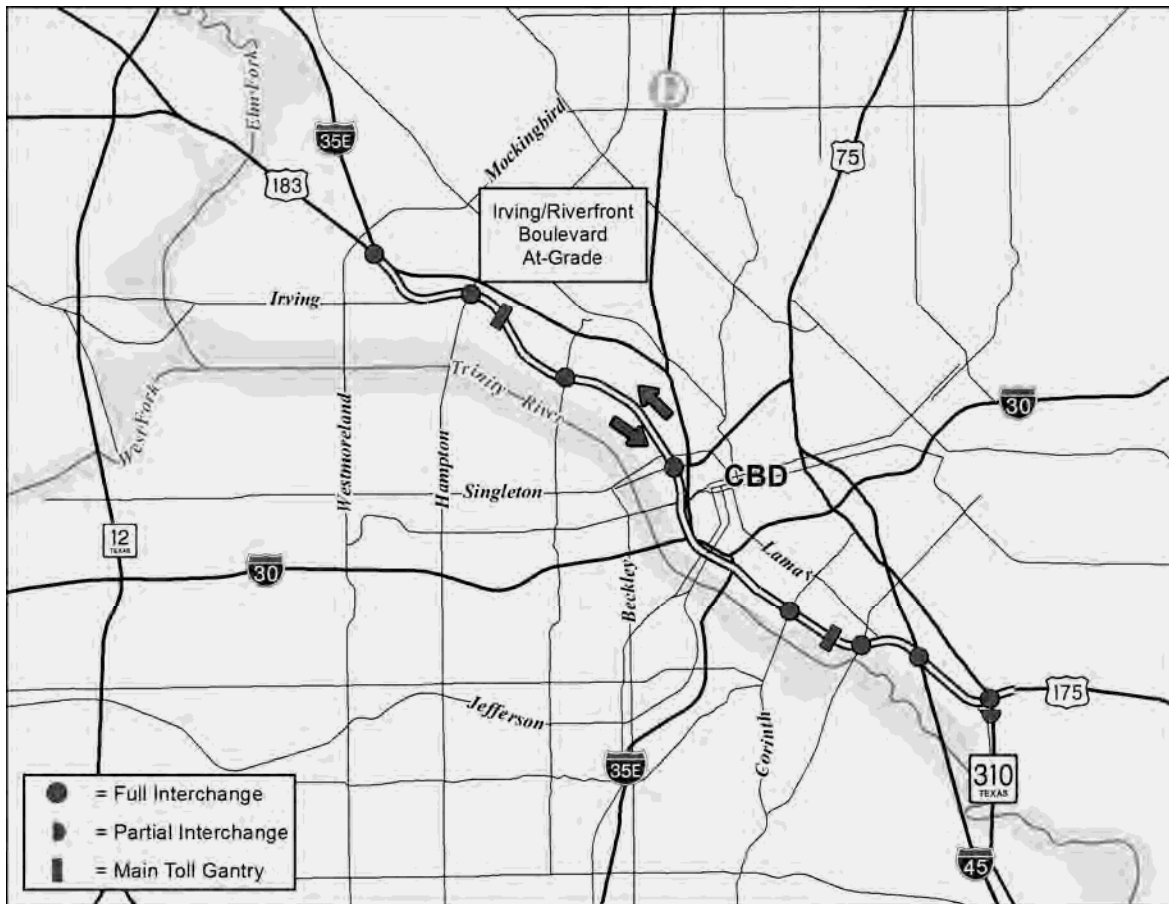 Elm Fork
35E
Mockingbird
75
183
Irving/Riverfront
Boulevard
At-Grade
Irving
Trinity River
West Fork
30
Westmoreland
Hampton
Singleton
CBD
12
TEXAS
30
Beckley
Lamar
Jefferson
Corinth
175
35E
310
TEXAS
45
= Full Interchange
= Partial Interchange
= Main Toll Gantry